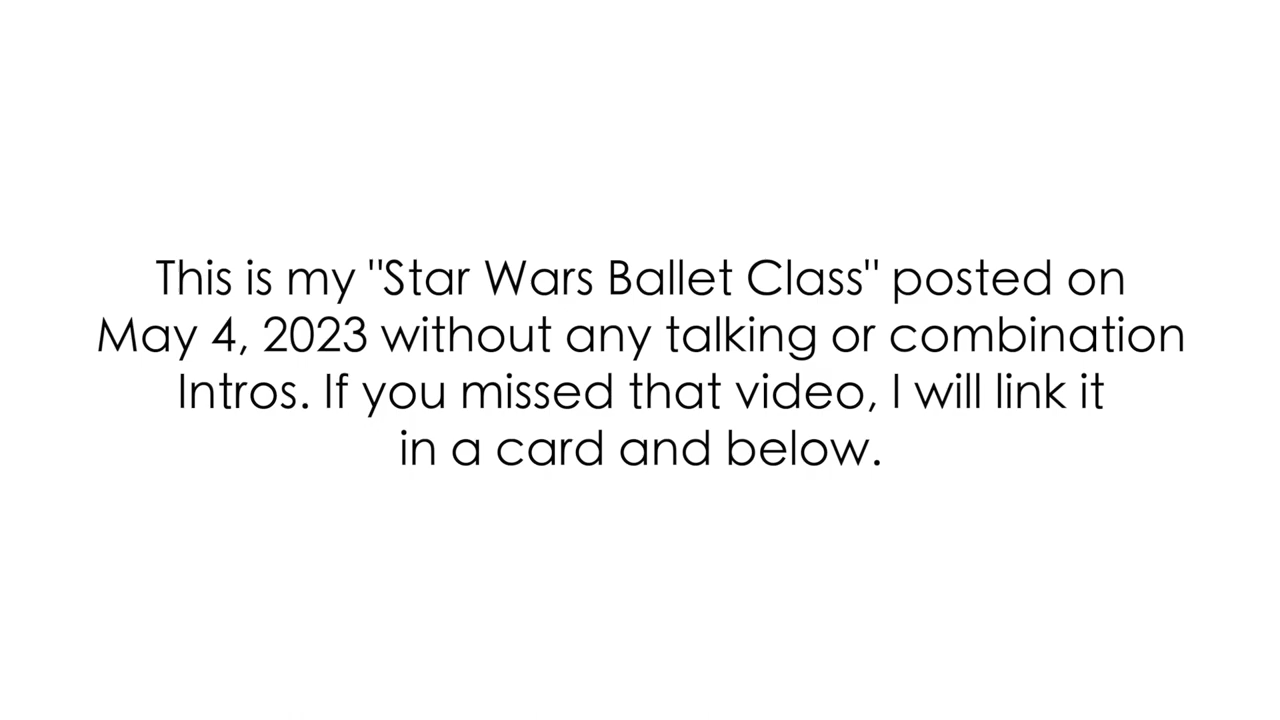 This is my "Star Wars Ballet Class" posted on
May 4, 2023 without any talking or combination
Intros. If you missed that video, I will link it
in a card and below.